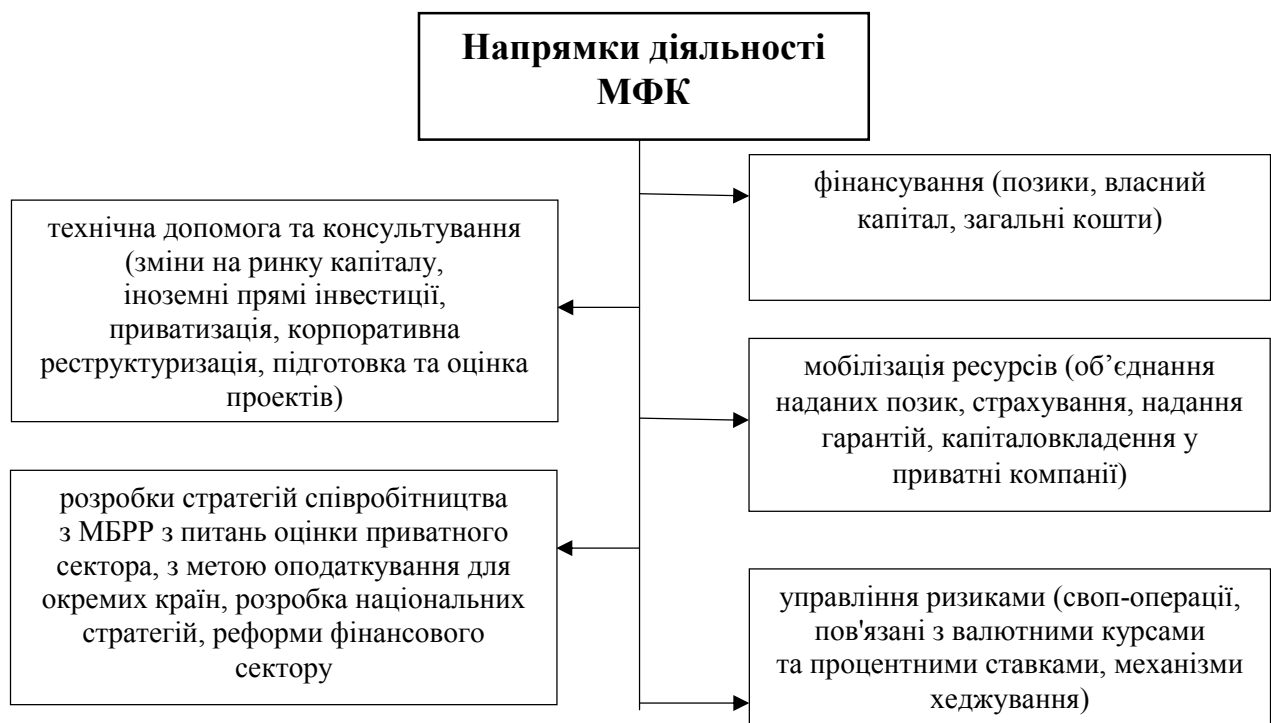 Напрямки діяльності
МФК
фінансування (позики, власний
капітал, загальні кошти)
технічна допомога та консультування
(зміни на ринку капіталу,
іноземні прямі інвестиції,
приватизація, корпоративна
реструктуризація, підготовка та оцінка
проектів)
мобілізація ресурсів (об’єднання
наданих позик, страхування, надання
гарантій, капіталовкладення у
приватні компанії)
розробки стратегій співробітництва
з МБРР з питань оцінки приватного
сектора, з метою оподаткування для
окремих країн, розробка національних
стратегій, реформи фінансового
сектору
управління ризиками (своп-операції,
пов'язані з валютними курсами
та процентними ставками, механізми
хеджування)